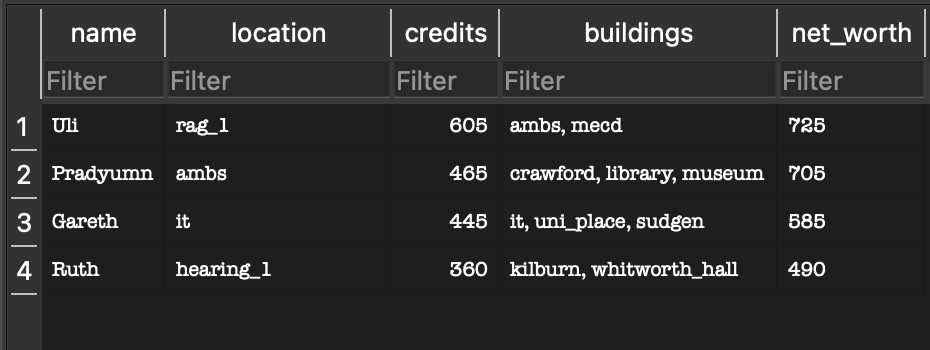 name location credits buildings net_worth
Filter Filter Filter Filter Filter
1 Uli rag_1 605 ambs, mecd 725
2 Pradyumn ambs 465 crawford, library, museum 705
3 Gareth it 445 it, uni_place, sudgen 585
4 Ruth hearing_1 360 kilburn, whitworth_hall 490